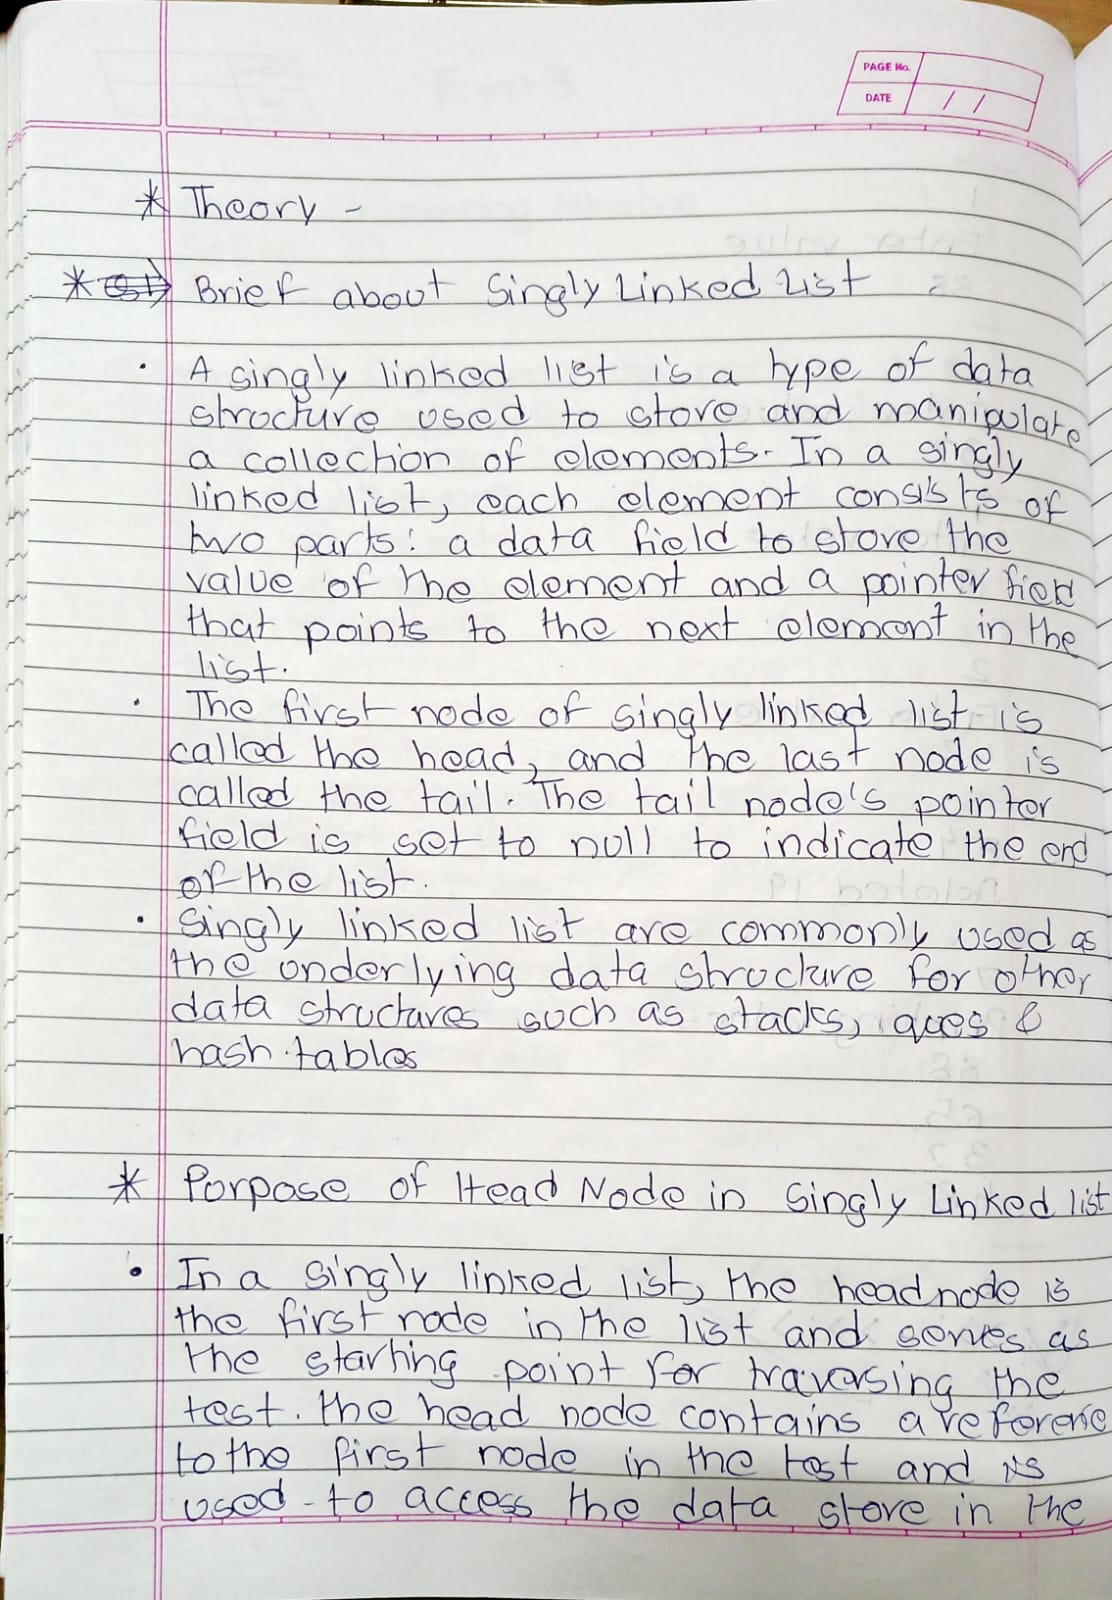 PAGE No.
DATE / /
* Theory -
* Brief about Singly Linked List
• A singly linked list is a type of data
structure used to store and manipulate
a collection of elements. In a singly
linked list, each element consists of
two parts: a data field to store the
value of the element and a pointer field
that points to the next element in the
list.
• The first node of singly linked list is
called the head, and the last node is
called the tail. The tail node's pointer
field is set to null to indicate the end
of the list.
• Singly linked list are commonly used as
the underlying data structure for other
data structures such as stacks, ques &
hash tables
* Porpose of Head Node in Singly Linked list
• In a singly linked list, the head node is
the first node in the list and serves as
the starting point for traversing the
test. the head node contains a reference
to the first node in the test and is
used to access the data store in the